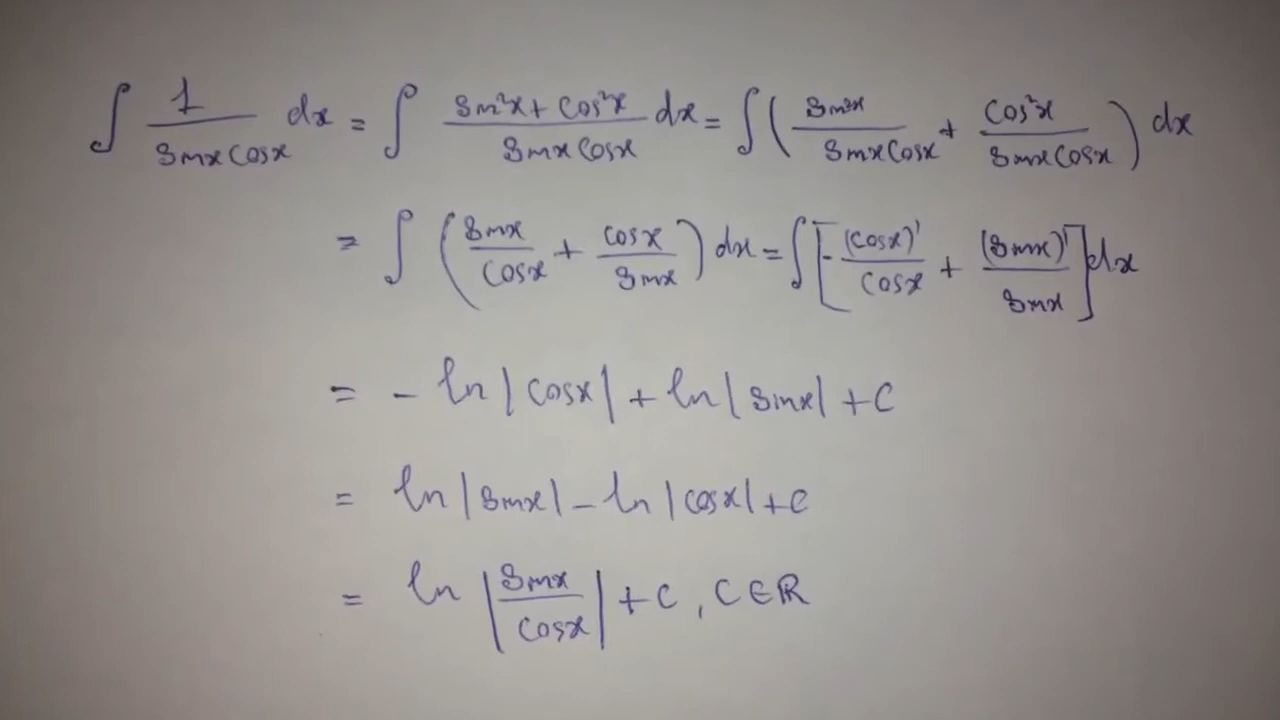 ∫ 1/(sinx cosx) dx = ∫ (sin²x + cos²x)/(sinx cosx) dx = ∫ ( sin²x/(sinx cosx) + cos²x/(sinx cosx) ) dx
= ∫ ( sinx/cosx + cosx/sinx ) dx = ∫ [ - (cosx)'/cosx + (sinx)'/sinx ] dx
= - ln |cosx| + ln |sinx| + c
= ln |sinx| - ln |cosx| + c
= ln | sinx/cosx | + c, c ∈ ℝ